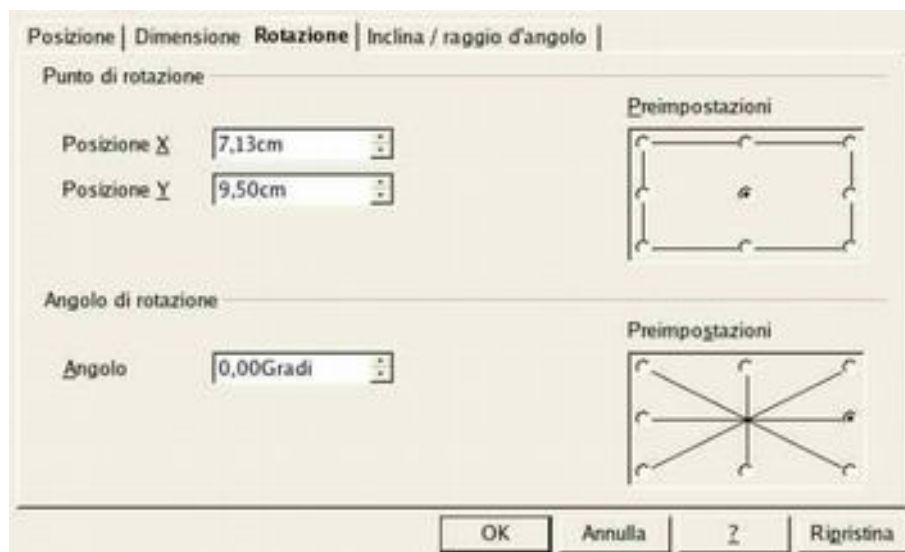 Posizione Dimensione Rotazione Inclina / raggio d'angolo
Punto di rotazione
Preimpostazioni
Posizione X 7,13cm
Posizione Y 9,50cm
Angolo di rotazione
Preimpostazioni
Angolo 0,00Gradi
OK Annulla ? Ripristina